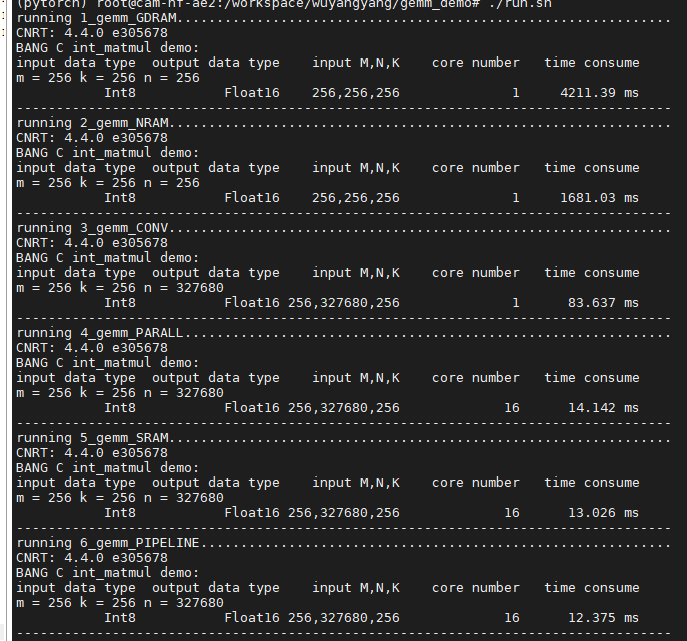 (pytorch) root@cam-hf-ae2:/workspace/wuyangyang/gemm_demo# ./run.sh
running 1_gemm_GDRAM..............................................................
CNRT: 4.4.0 e305678
BANG C int_matmul demo:
input data type  output data type    input M,N,K    core number   time consume
m = 256 k = 256 n = 256
           Int8           Float16    256,256,256              1     4211.39 ms
----------------------------------------------------------------------------------
running 2_gemm_NRAM...............................................................
CNRT: 4.4.0 e305678
BANG C int_matmul demo:
input data type  output data type    input M,N,K    core number   time consume
m = 256 k = 256 n = 256
           Int8           Float16    256,256,256              1     1681.03 ms
----------------------------------------------------------------------------------
running 3_gemm_CONV...............................................................
CNRT: 4.4.0 e305678
BANG C int_matmul demo:
input data type  output data type    input M,N,K    core number   time consume
m = 256 k = 256 n = 327680
           Int8           Float16 256,327680,256              1      83.637 ms
----------------------------------------------------------------------------------
running 4_gemm_PARALL.............................................................
CNRT: 4.4.0 e305678
BANG C int_matmul demo:
input data type  output data type    input M,N,K    core number   time consume
m = 256 k = 256 n = 327680
           Int8           Float16 256,327680,256             16      14.142 ms
----------------------------------------------------------------------------------
running 5_gemm_SRAM...............................................................
CNRT: 4.4.0 e305678
BANG C int_matmul demo:
input data type  output data type    input M,N,K    core number   time consume
m = 256 k = 256 n = 327680
           Int8           Float16 256,327680,256             16      13.026 ms
----------------------------------------------------------------------------------
running 6_gemm_PIPELINE...........................................................
CNRT: 4.4.0 e305678
BANG C int_matmul demo:
input data type  output data type    input M,N,K    core number   time consume
m = 256 k = 256 n = 327680
           Int8           Float16 256,327680,256             16      12.375 ms
----------------------------------------------------------------------------------